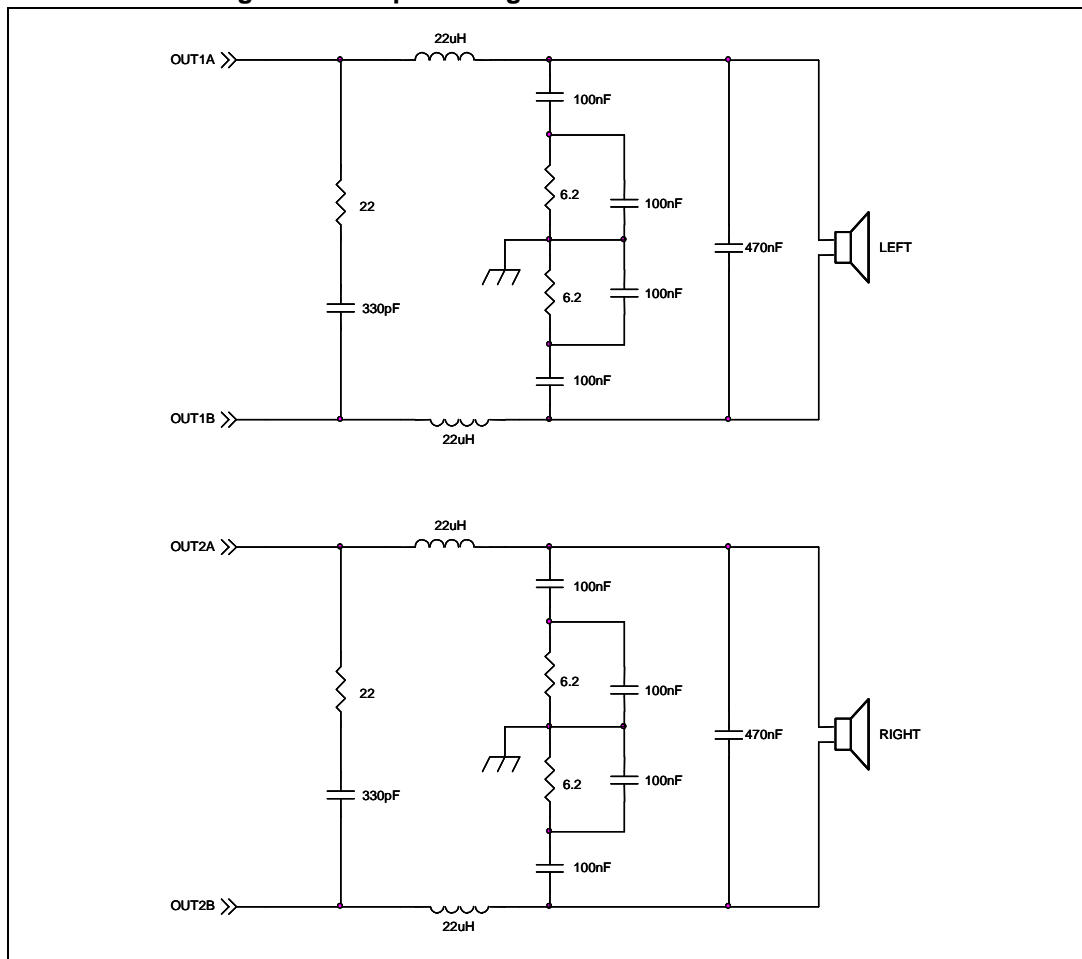 22uH
OUT1A
100nF
22
6.2
100nF
470nF
LEFT
6.2
100nF
330pF
100nF
OUT1B
22uH
22uH
OUT2A
100nF
22
6.2
100nF
470nF
RIGHT
6.2
100nF
330pF
100nF
OUT2B
22uH